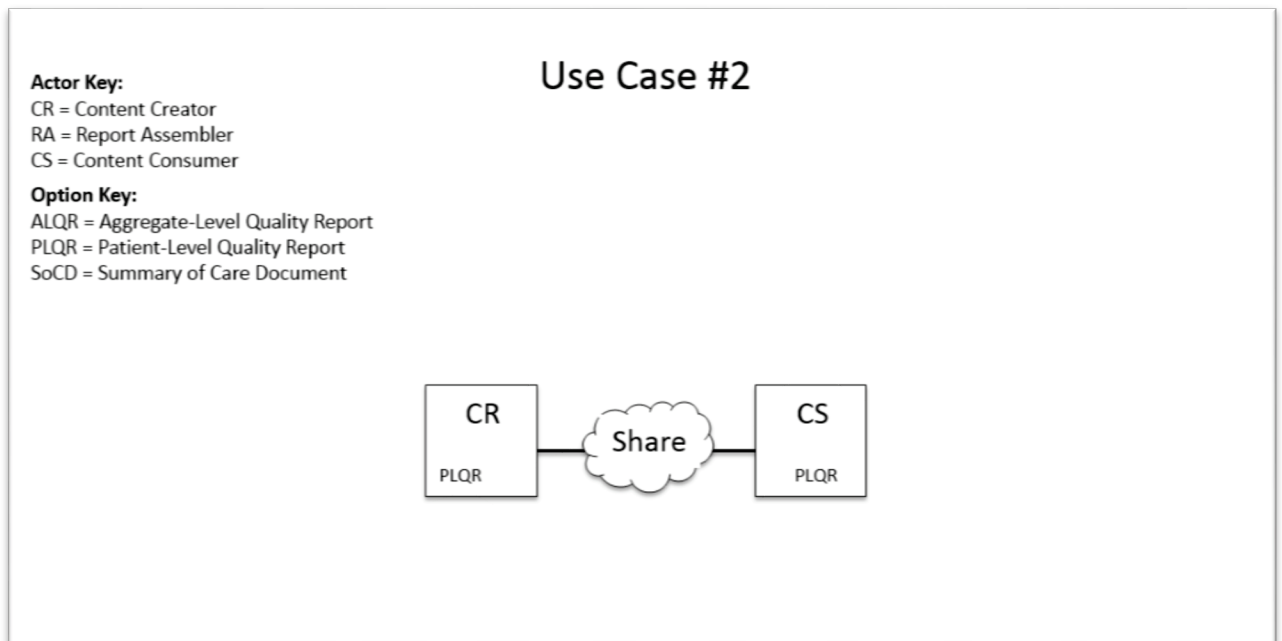 Use Case #2
Actor Key:
CR = Content Creator
RA = Report Assembler
CS = Content Consumer
Option Key:
ALQR = Aggregate-Level Quality Report
PLQR = Patient-Level Quality Report
SoCD = Summary of Care Document
CR
Share
CS
PLQR
PLQR